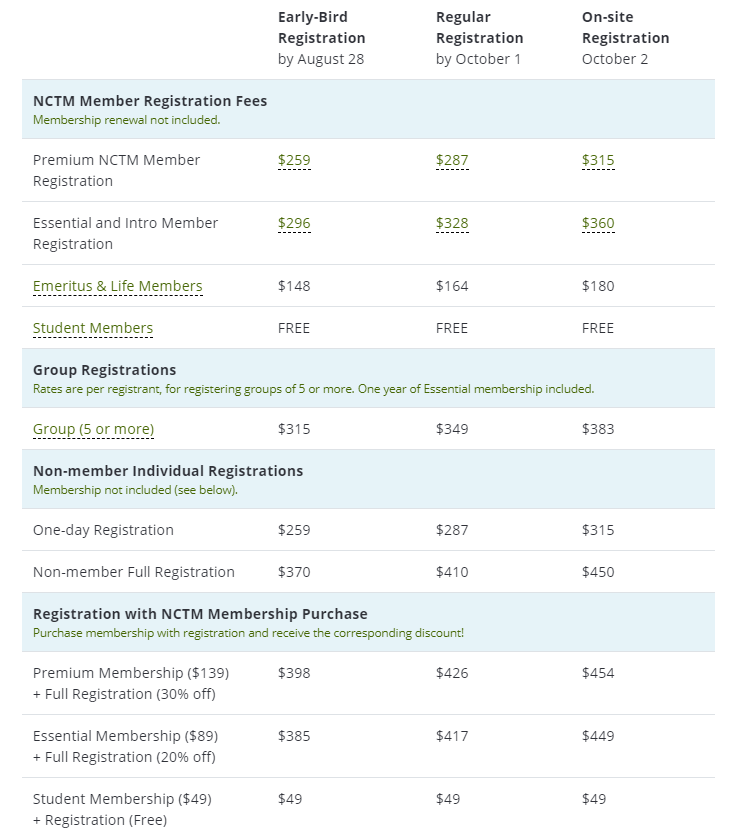 Early-Bird Registration by August 28
Regular Registration by October 1
On-site Registration October 2
NCTM Member Registration Fees
Membership renewal not included.
Premium NCTM Member $259 $287 $315
Registration
Essential and Intro Member $296 $328 $360
Registration
Emeritus & Life Members $148 $164 $180
Student Members FREE FREE FREE
Group Registrations
Rates are per registrant, for registering groups of 5 or more. One year of Essential membership included.
Group (5 or more) $315 $349 $383
Non-member Individual Registrations
Membership not included (see below).
One-day Registration $259 $287 $315
Non-member Full Registration $370 $410 $450
Registration with NCTM Membership Purchase
Purchase membership with registration and receive the corresponding discount!
Premium Membership ($139) $398 $426 $454
+ Full Registration (30% off)
Essential Membership ($89) $385 $417 $449
+ Full Registration (20% off)
Student Membership ($49) $49 $49 $49
+ Registration (Free)